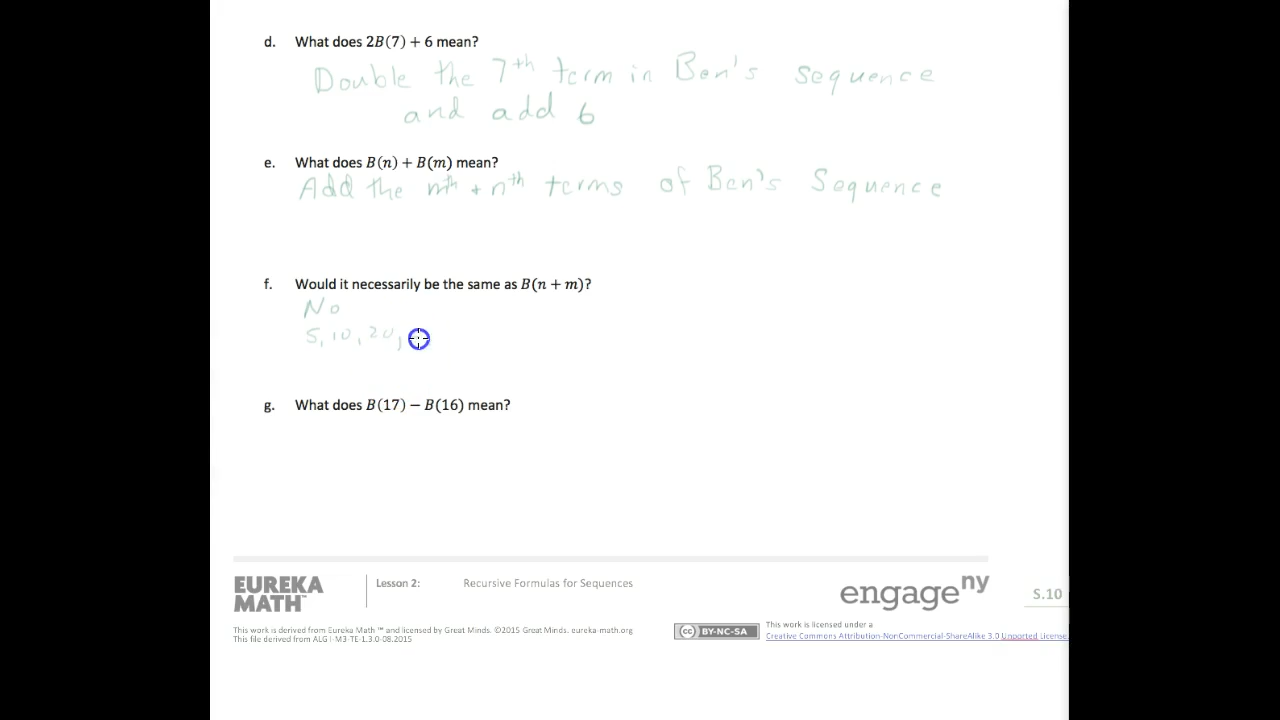 d. What does 2B(7) + 6 mean?
Double the 7th term in Ben's sequence
and add 6
e. What does B(n) + B(m) mean?
Add the mth + nth terms of Ben's Sequence
f. Would it necessarily be the same as B(n + m)?
No
5, 10, 20,
g. What does B(17) − B(16) mean?
EUREKA MATH™
Lesson 2: Recursive Formulas for Sequences
engageny
S.10
This work is derived from Eureka Math ™ and licensed by Great Minds. ©2015 Great Minds. eureka-math.org
This file derived from ALG I-M3-TE-1.3.0-08.2015
cc BY-NC-SA
This work is licensed under a
Creative Commons Attribution-NonCommercial-ShareAlike 3.0 Unported License.